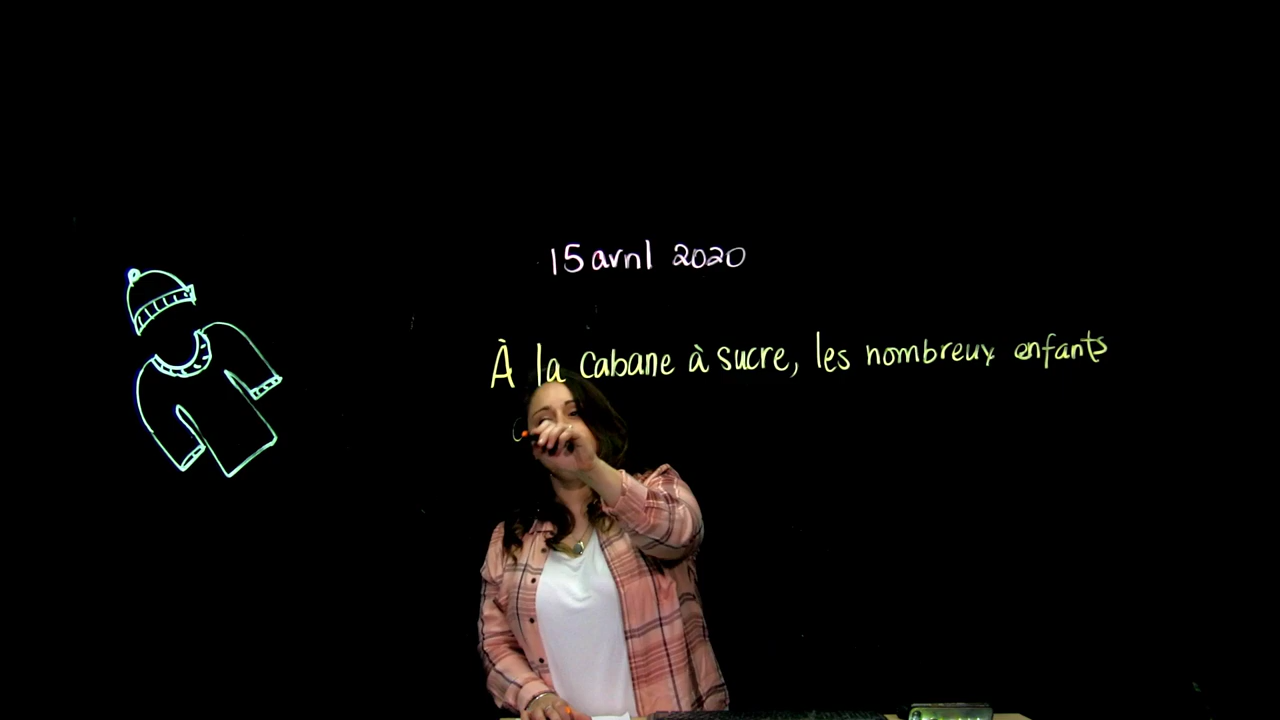 15 avril 2020
À la cabane à sucre, les nombreux enfants